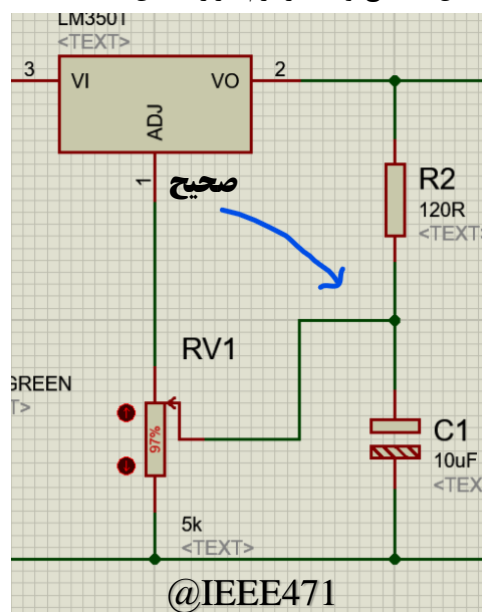 LM350T
<TEXT>
3
VI
VO
2
ADJ
1
صحيح
R2
120R
<TEXT>
RV1
GREEN
97%
C1
10uF
<TEX
5k
<TEXT>
@IEEE471